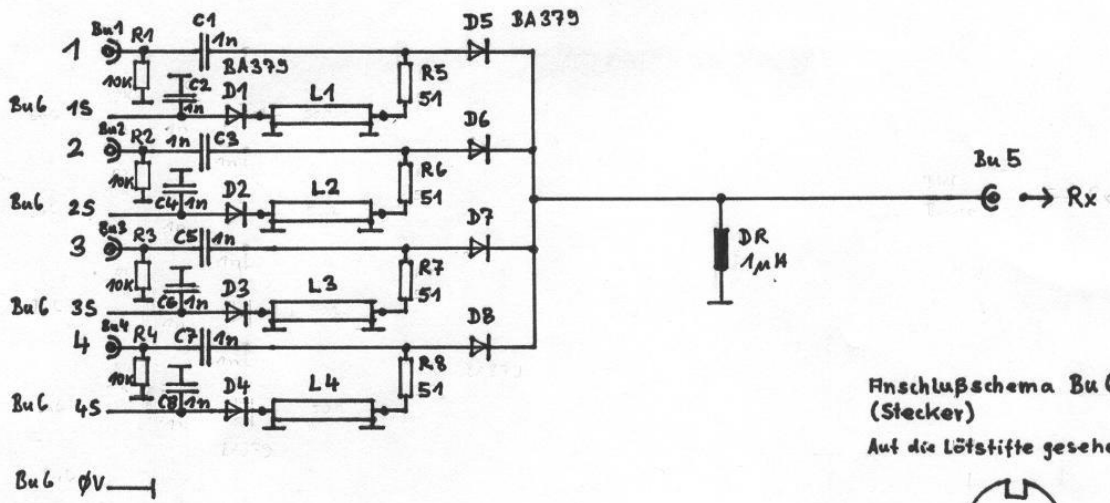 C1
D5 BA379
1 Bu1 R1 1n
10K C2 BA379 R5
1n D1 L1 51
Bu6 1S
D6
2 Bu2 R2 1n C3
10K R6
C4 1n D2 L2 51
Bu6 2S
Bu5
Rx
D7
3 Bu3 R3 C5 1n
10K R7
C6 1n D3 L3 51
Bu6 3S
DR
1µH
D8
4 Bu4 R4 C7 1n
10K R8
C8 1n D4 L4 51
Bu6 4S
Anschlußschema Bu6
(Stecker)
Auf die Lötstifte gesehe
Bu6 ØV